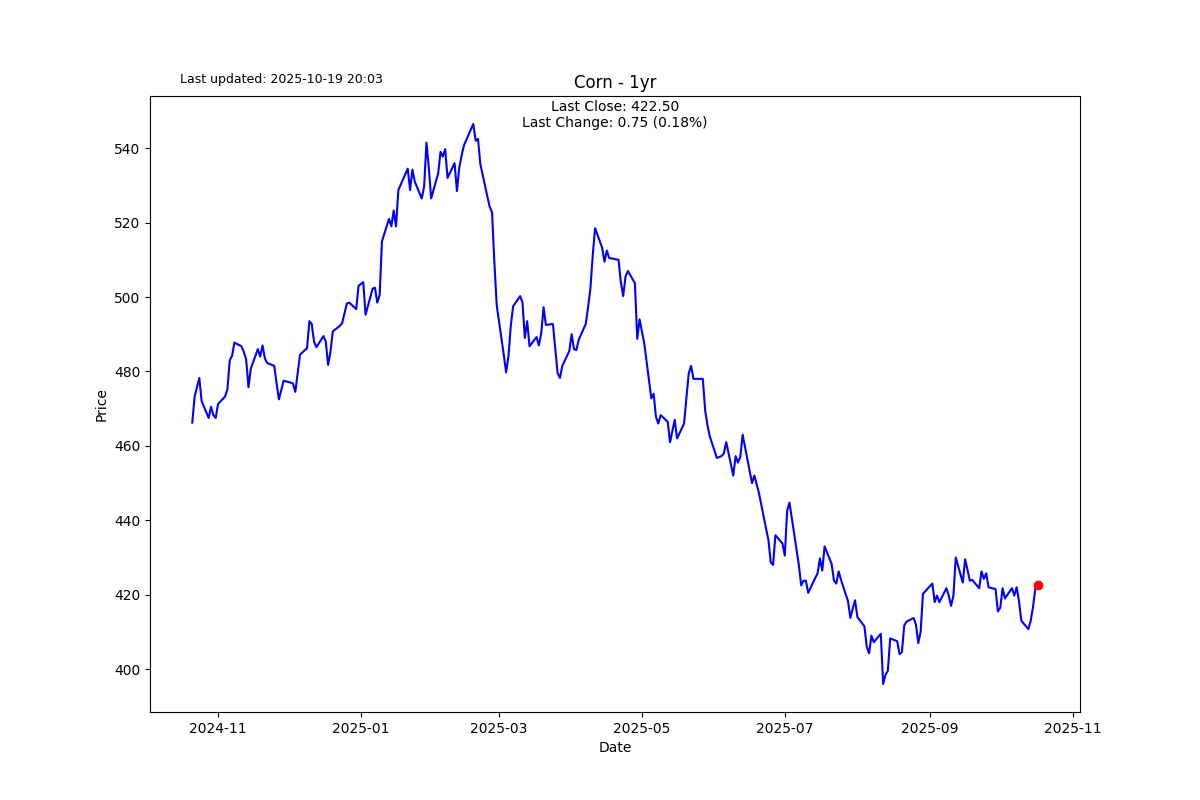 Last updated: 2025-10-19 20:03
Corn - 1yr
Last Close: 422.50
Last Change: 0.75 (0.18%)
Price
540
520
500
480
460
440
420
400
2024-11
2025-01
2025-03
2025-05
2025-07
2025-09
2025-11
Date